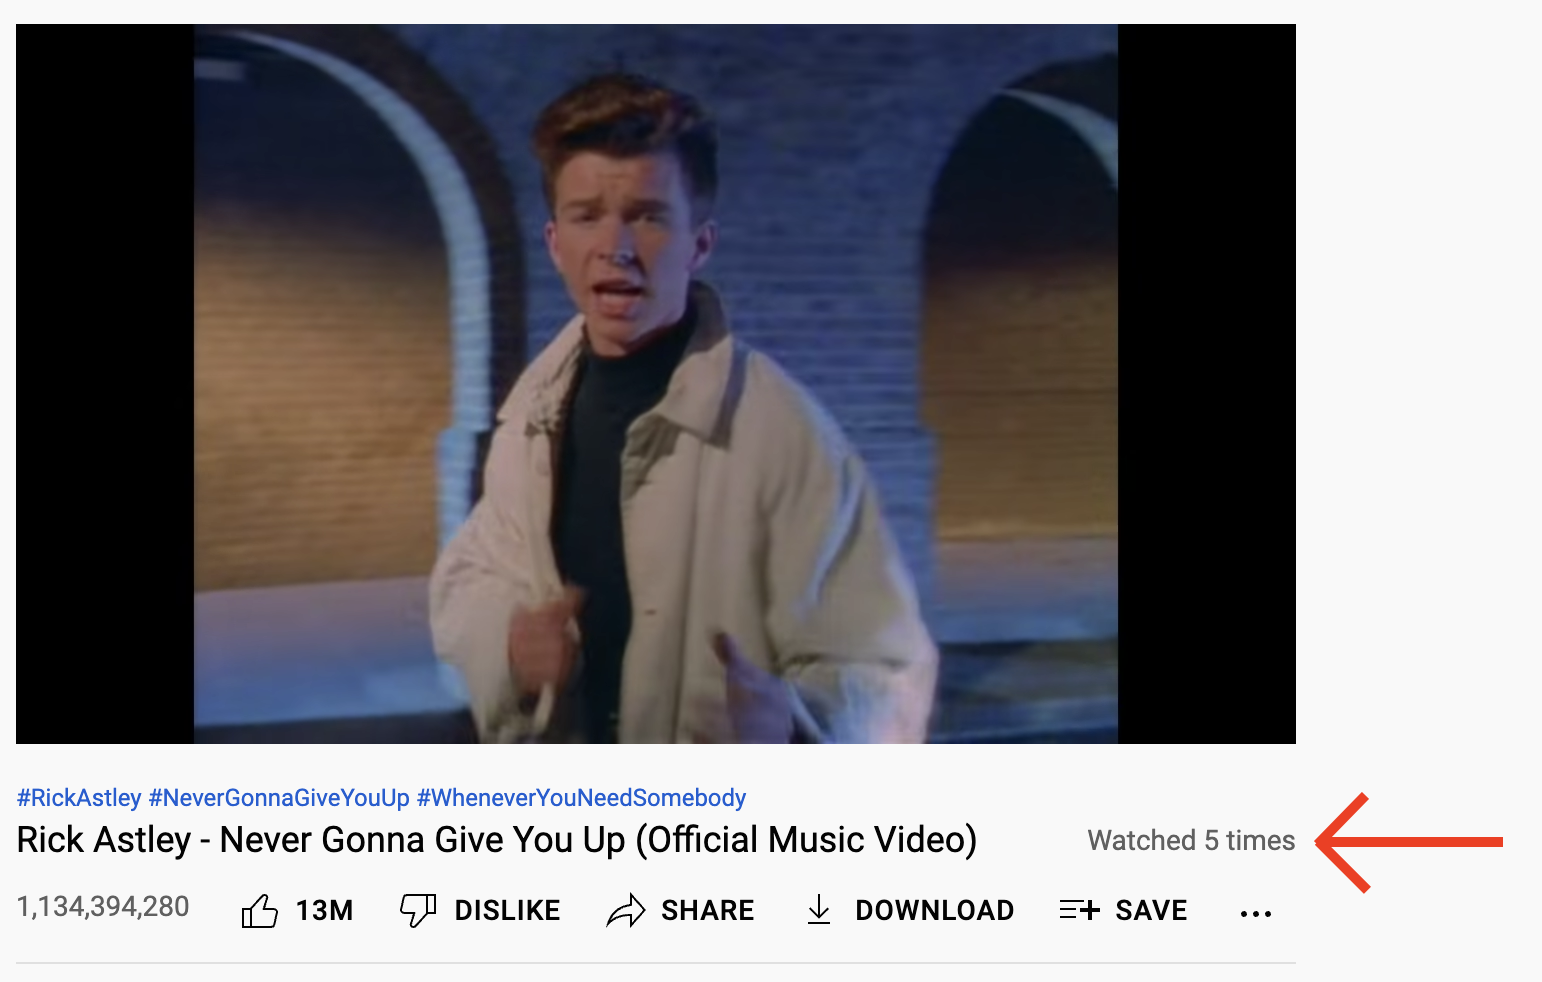 #RickAstley #NeverGonnaGiveYouUp #WheneverYouNeedSomebody
Rick Astley - Never Gonna Give You Up (Official Music Video)
Watched 5 times
1,134,394,280 13M DISLIKE SHARE DOWNLOAD SAVE ...